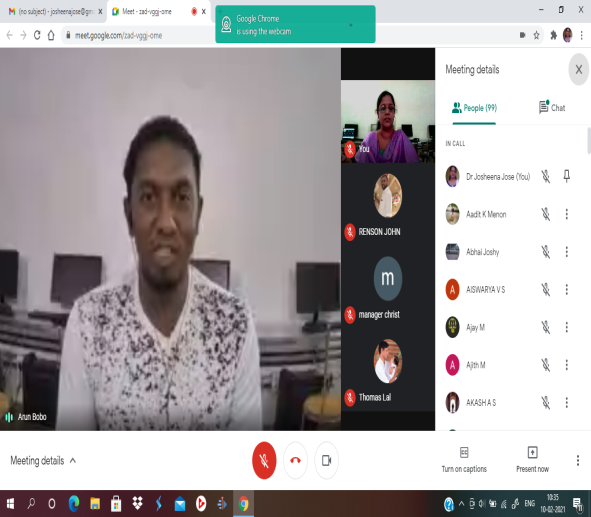 (no subject) - josheenajose@gm
Meet - zad-vggj-ome
Google Chrome
is using the webcam
meet.google.com/zad-vggj-ome
Meeting details
People (99)
Chat
IN CALL
Dr Josheena Jose (You)
Aadit K Menon
Abhai Joshy
A
AISWARYA V S
Ajay M
A
Ajith M
AKASH A S
You
RENSON JOHN
m
manager christ
Thomas Lal
Arun Bobo
Meeting details
Turn on captions
Present now
ENG
10:35
10-02-2021